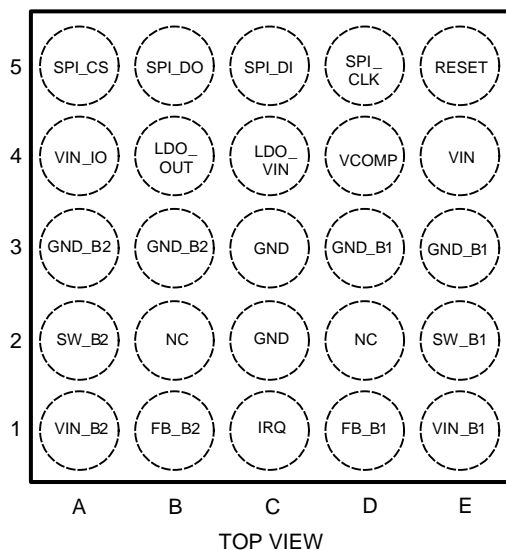 5 SPI_CS SPI_DO SPI_DI SPI_ CLK RESET
4 VIN_IO LDO_ OUT LDO_ VIN VCOMP VIN
3 GND_B2 GND_B2 GND GND_B1 GND_B1
2 SW_B2 NC GND NC SW_B1
1 VIN_B2 FB_B2 IRQ FB_B1 VIN_B1
A B C D E
TOP VIEW